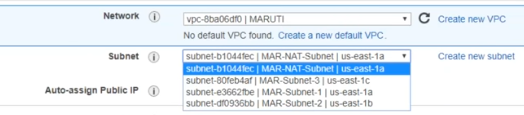 Network
vpc-8ba06df0 | MARUTI
Create new VPC
No default VPC found. Create a new default VPC.
Subnet
subnet-b1044fec | MAR-NAT-Subnet | us-east-1a
Create new subnet
subnet-b1044fec | MAR-NAT-Subnet | us-east-1a
subnet-80feb4af | MAR-Subnet-3 | us-east-1c
Auto-assign Public IP
subnet-e3662fbe | MAR-Subnet-1 | us-east-1a
subnet-df0936bb | MAR-Subnet-2 | us-east-1b